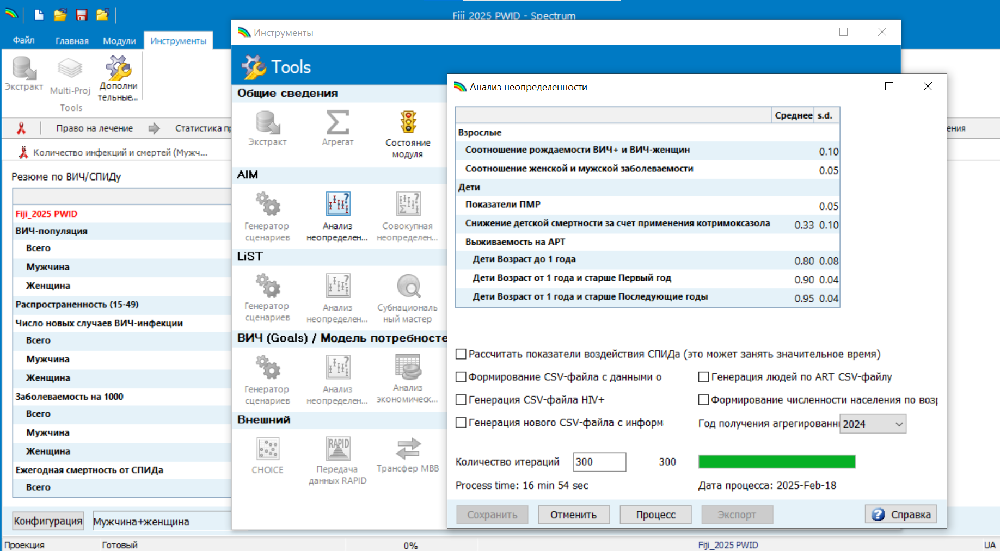 Fiji_2025 PWID - Spectrum
Файл
Главная
Модули
Инструменты
Экстракт
Multi-Proj
Дополни
тельные...
Tools
Право на лечение
Статистика п
ения
Количество инфекций и смертей (Мужч...
Резюме по ВИЧ/СПИДу
Fiji_2025 PWID
ВИЧ-популяция
Всего
Мужчина
Женщина
Распространенность (15-49)
Число новых случаев ВИЧ-инфекции
Всего
Мужчина
Женщина
Заболеваемость на 1000
Всего
Мужчина
Женщина
Ежегодная смертность от СПИДа
Всего
Конфигурация
Мужчина+женщина
Проекция
Готовый
0%
Fiji_2025 PWID
UA
Инструменты
Tools
Общие сведения
Экстракт
Агрегат
Состояние
модуля
AIM
Генератор
сценариев
Анализ
неопределен...
Совокупная
неопределен...
LiST
Генератор
сценариев
Анализ
неопределен...
Субнациональ
ный мастер
ВИЧ (Goals) / Модель потребносте
Генератор
сценариев
Анализ
неопределен...
Анализ
экономическ...
Внешний
CHOICE
RAPID
Передача
данных RAPID
Трансфер МВВ
Анализ неопределенности
Среднее s.d.
Взрослые
Соотношение рождаемости ВИЧ+ и ВИЧ-женщин 0.10
Соотношение женской и мужской заболеваемости 0.05
Дети
Показатели ПМР 0.05
Снижение детской смертности за счет применения котримоксазола 0.33 0.10
Выживаемость на АРТ
Дети Возраст до 1 года 0.80 0.08
Дети Возраст от 1 года и старше Первый год 0.90 0.04
Дети Возраст от 1 года и старше Последующие годы 0.95 0.04
Рассчитать показатели воздействия СПИДа (это может занять значительное время)
Формирование CSV-файла с данными о
Генерация людей по ART CSV-файлу
Генерация CSV-файла HIV+
Формирование численности населения по возр
Генерация нового CSV-файла с информ
Год получения агрегированн
2024
Количество итераций 300 300
Process time: 16 min 54 sec
Дата процесса: 2025-Feb-18
Сохранить
Отменить
Процесс
Экспорт
Справка